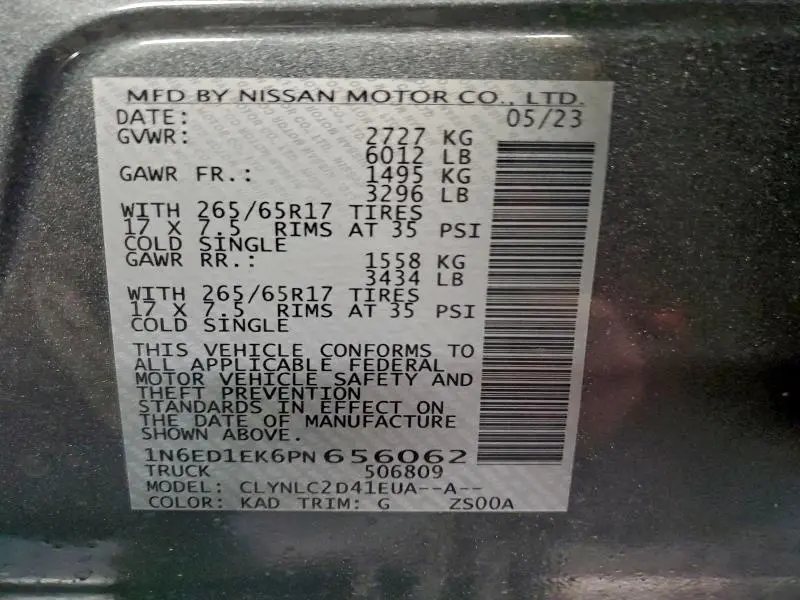 MFD BY NISSAN MOTOR CO., LTD.
DATE: 05/23
GVWR: 2727 KG
6012 LB
GAWR FR.: 1495 KG
3296 LB
WITH 265/65R17 TIRES
17 X 7.5 RIMS AT 35 PSI
COLD SINGLE
GAWR RR.: 1558 KG
3434 LB
WITH 265/65R17 TIRES
17 X 7.5 RIMS AT 35 PSI
COLD SINGLE
THIS VEHICLE CONFORMS TO
ALL APPLICABLE FEDERAL
MOTOR VEHICLE SAFETY AND
THEFT PREVENTION
STANDARDS IN EFFECT ON
THE DATE OF MANUFACTURE
SHOWN ABOVE.
1N6ED1EK6PN656062
TRUCK 506809
MODEL: CLYNLC2D41EUA--A--
COLOR: KAD TRIM: G ZS00A